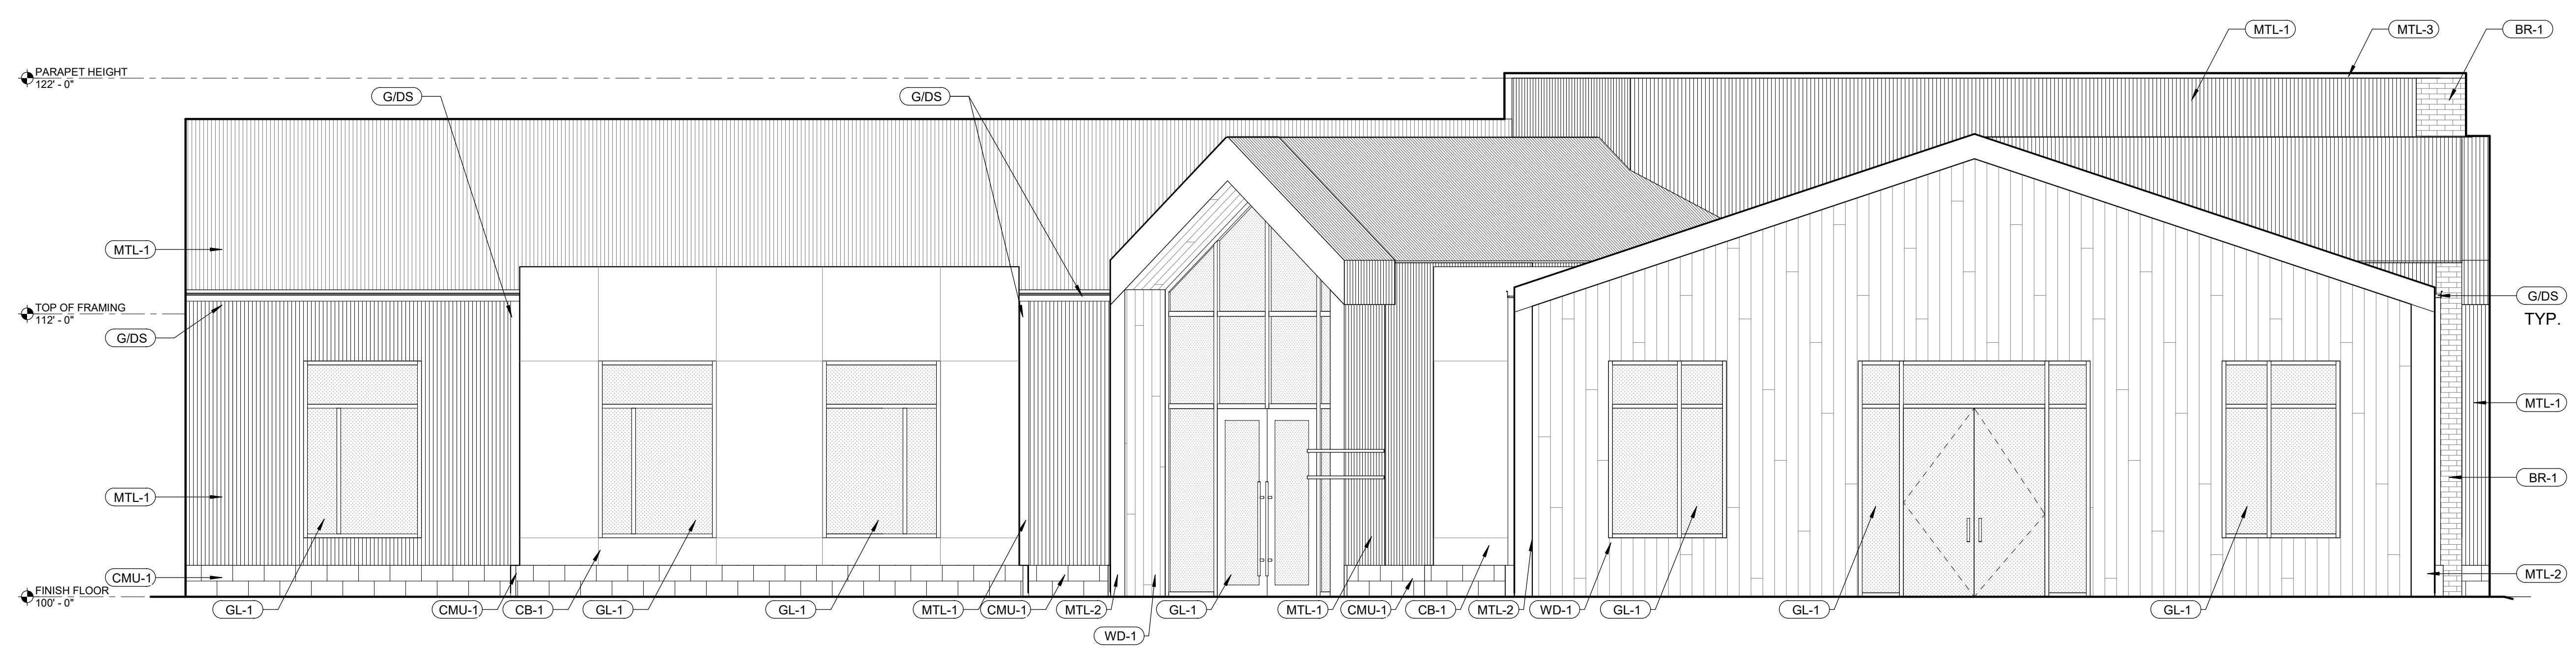 MTL-1
MTL-3
BR-1
PARAPET HEIGHT
122' - 0"
G/DS
G/DS
MTL-1
TOP OF FRAMING
112' - 0"
G/DS
G/DS
TYP.
MTL-1
MTL-1
BR-1
CMU-1
MTL-2
FINISH FLOOR
100' - 0"
GL-1
CMU-1
CB-1
GL-1
GL-1
MTL-1
CMU-1
MTL-2
GL-1
MTL-1
CMU-1
CB-1
MTL-2
WD-1
GL-1
GL-1
GL-1
WD-1